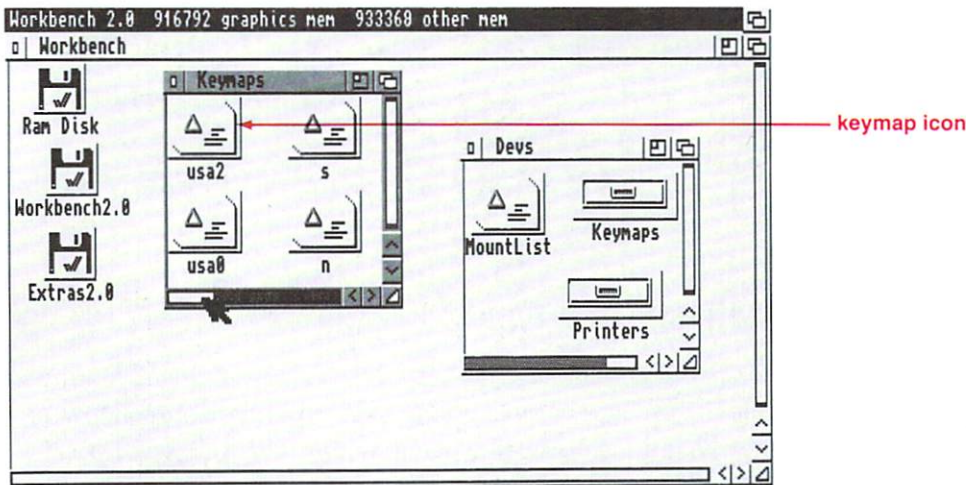 Workbench 2.0 916792 graphics mem 933360 other mem
Workbench
Ram Disk
Workbench2.0
Extras2.0
Keymaps
usa2
s
usa0
n
keymap icon
Devs
MountList
Keymaps
Printers